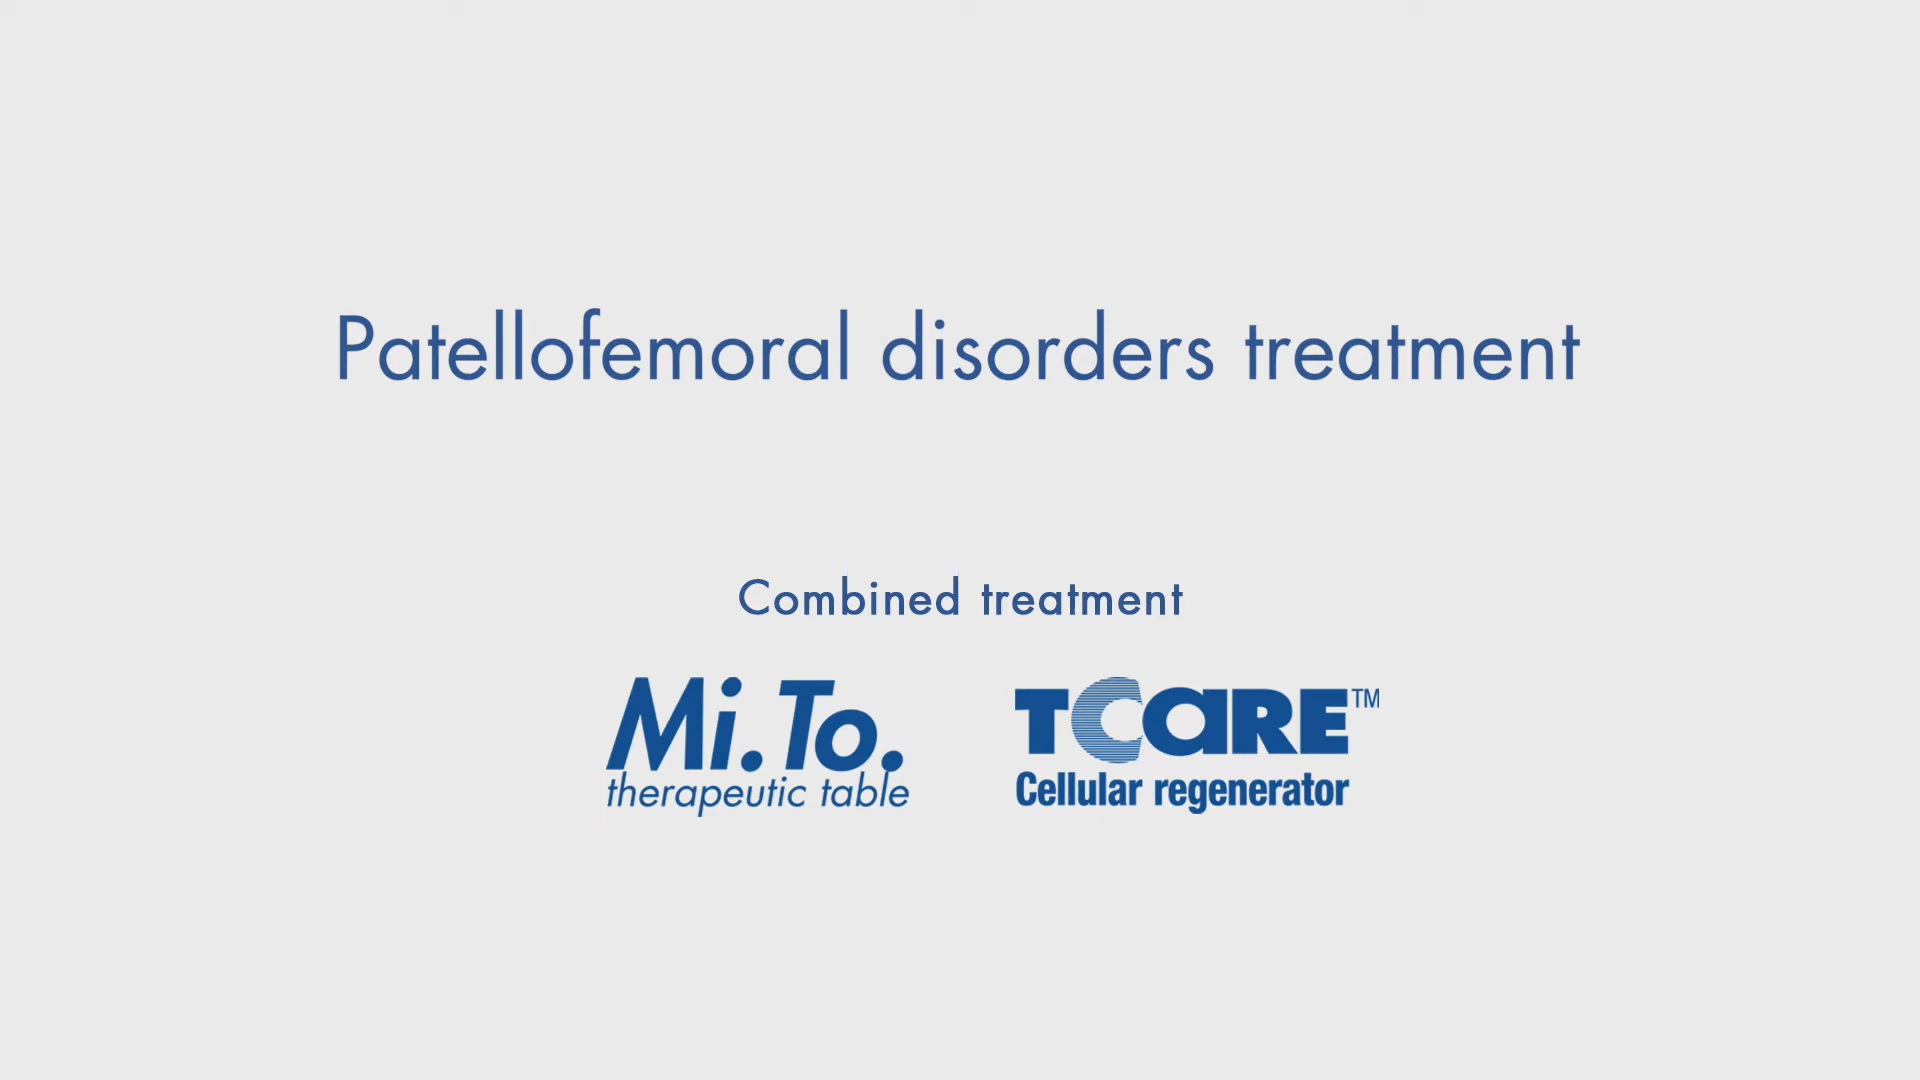 Patellofemoral disorders treatment
Combined treatment
Mi.To.
therapeutic table
TCARE™
Cellular regenerator